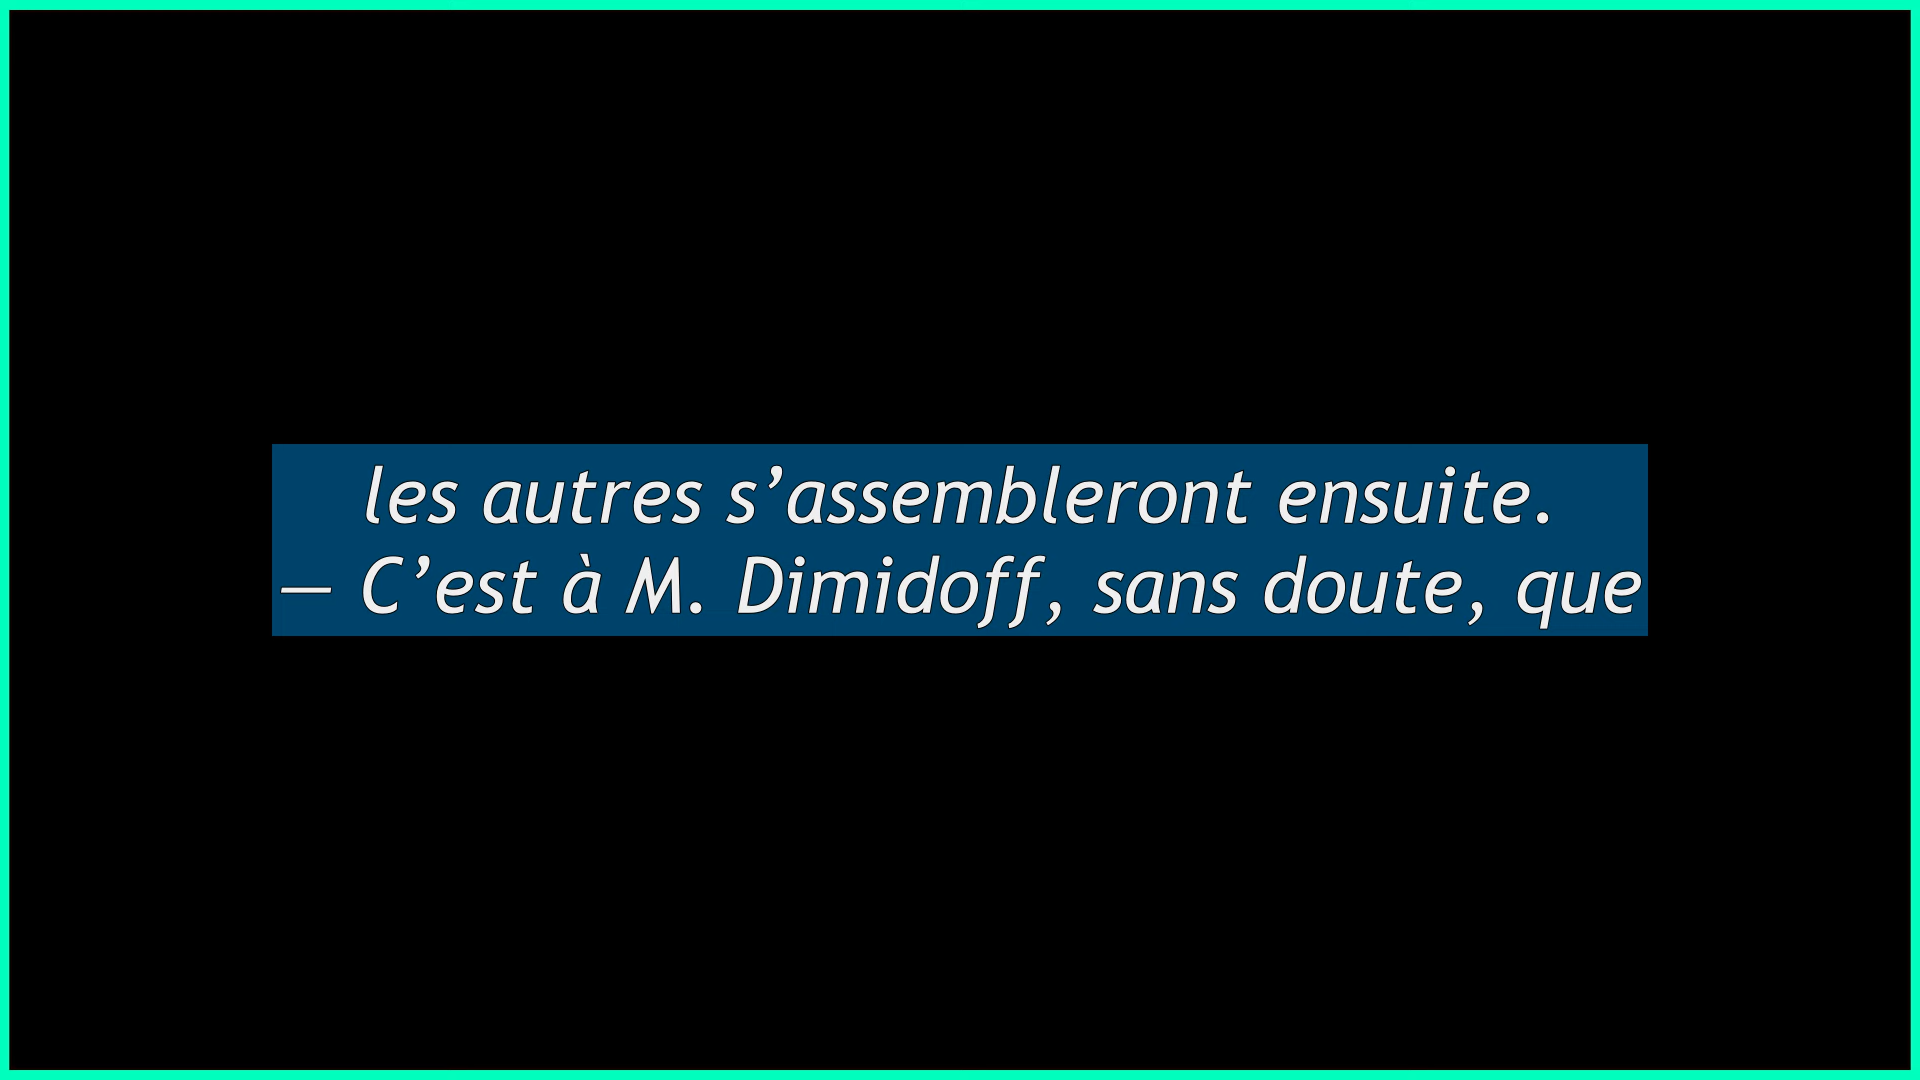 les autres s’assembleront ensuite.
— C’est à M. Dimidoff, sans doute, que